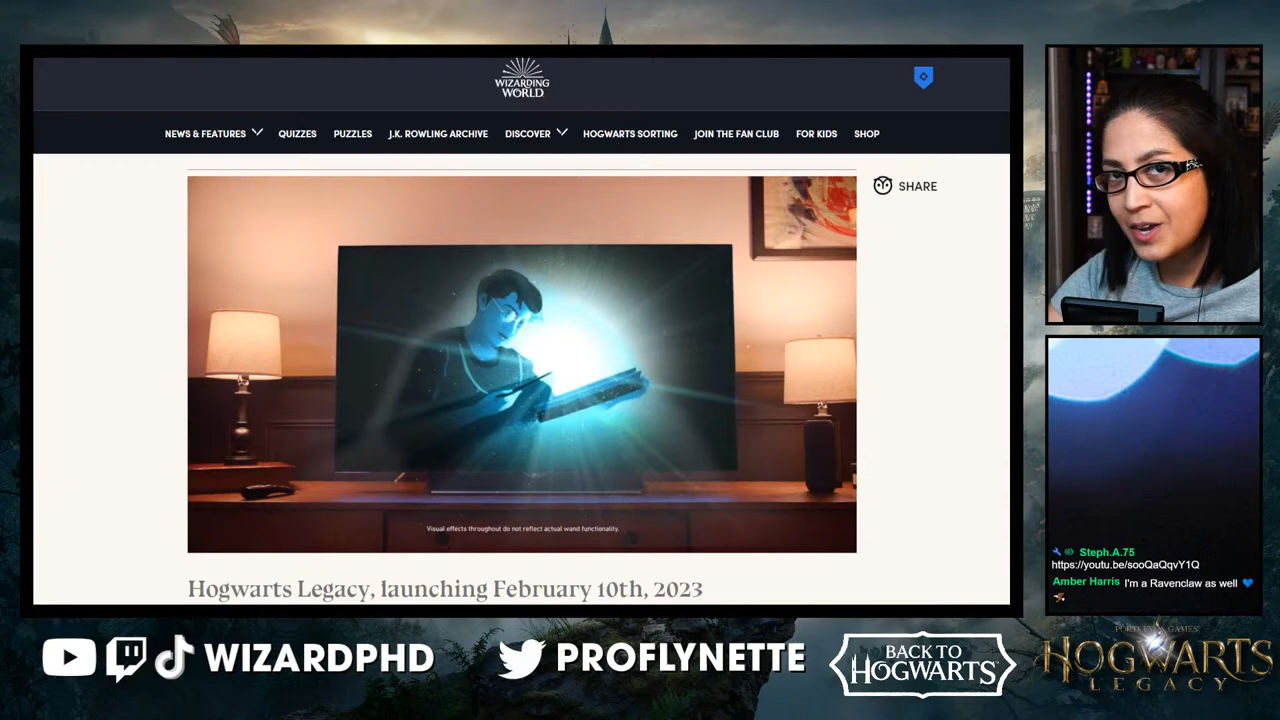 WIZARDING
WORLD
NEWS & FEATURES
QUIZZES
PUZZLES
J.K. ROWLING ARCHIVE
DISCOVER
HOGWARTS SORTING
JOIN THE FAN CLUB
FOR KIDS
SHOP
SHARE
Visual effects throughout do not reflect actual wand functionality.
Hogwarts Legacy, launching February 10th, 2023
Steph.A.75
https://youtu.be/sooQaQqvY1Q
Amber Harris I'm a Ravenclaw as well
WIZARDPHD
PROFLYNETTE
BACK TO
HOGWARTS
PORTKEY GAMES
HOGWARTS
LEGACY